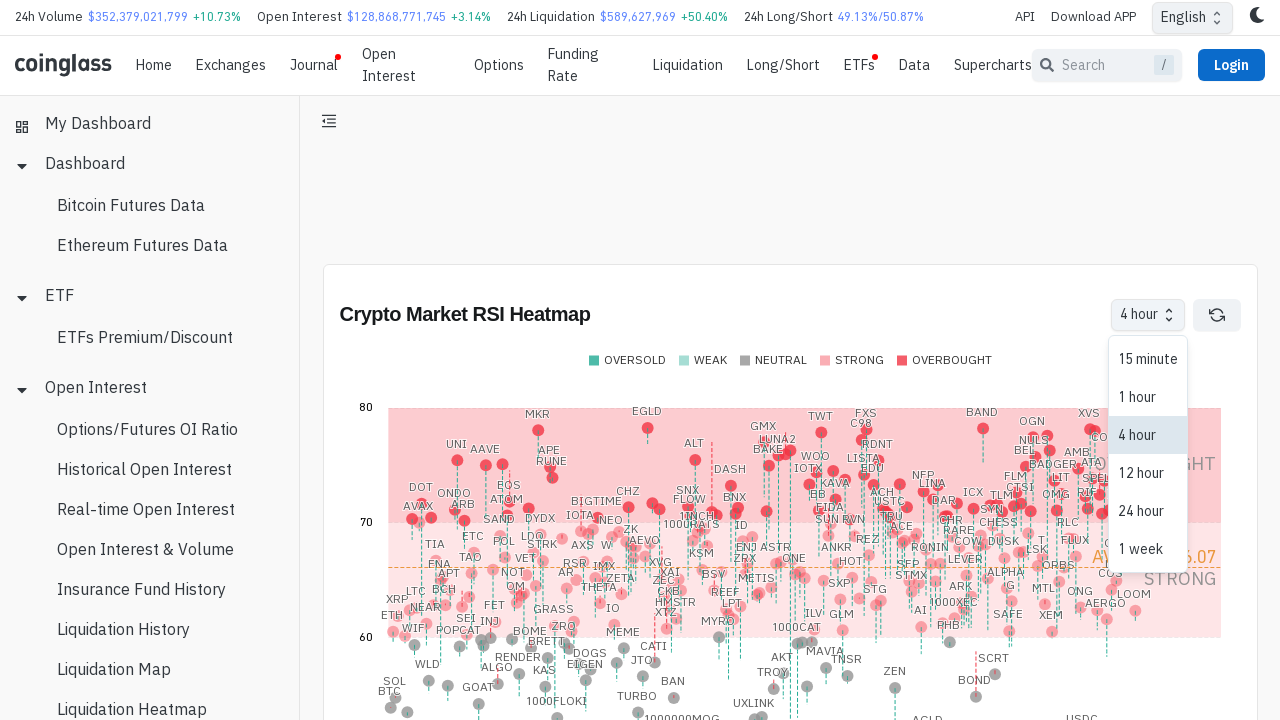 24h Volume $352,379,021,799 +10.73% Open Interest $128,868,771,745 +3.14% 24h Liquidation $589,627,969 +50.40% 24h Long/Short 49.13%/50.87% API Download APP English
coinglass Home Exchanges Journal Open Interest Options Funding Rate Liquidation Long/Short ETFs Data Supercharts Search / Login
My Dashboard
Dashboard
Bitcoin Futures Data
Ethereum Futures Data
ETF
ETFs Premium/Discount
Open Interest
Options/Futures OI Ratio
Historical Open Interest
Real-time Open Interest
Open Interest & Volume
Insurance Fund History
Liquidation History
Liquidation Map
Liquidation Heatmap
Crypto Market RSI Heatmap
4 hour
15 minute
1 hour
4 hour
12 hour
24 hour
1 week
OVERSOLD WEAK NEUTRAL STRONG OVERBOUGHT
80
EGLD FXS BAND XVS
MKR TWT
GMX C98 OGN
UNI AAVE APE ALT LUNA2 RDNT NULS
RUNE BAKE WOO LISTA BEL AMB
DASH IOTX EDU BADGER ATA
DOT EOS CHZ SNX KAVA NFP FLM LIT
ONDO ATOM BIGTIME FLOW BNX BB ACH LINA ICX TLM CTSI OMG RIF
AVAX ARB FIDA USTC DAR
70
SAND DYDX IOTA NEO 1INCH 1000RATS ID SUN TRU CHR SYN CHESS RLC
ETC LDO ZK ACE RARE
TIA POL STRK AXS W AEVO ENJ ASTR ANKR REZ RONIN COW DUSK T FLUX
TAO VET KSM ZRX ONE LEVER LSK
ENA NOT RSR IMX XVG HOT SFP ORBS
APT AR ZETA XAI BSV METIS STMX ALPHA COS
STRONG
BCH OM THETA ZEC SXP ARK G MTL ONG LOOM
LTC CKB REEF STG
XRP NEAR FET GRASS IO HMSTR LPT 1000XEC AERGO
ETH SEI INJ XTZ MYRO ILV GLM AI SAFE XEM
WIF POPCAT BOME ZRO MEME 1000CAT PHB
60
BRETT CATI
WLD RENDER DOGS JTO AKT MAVIA TNSR SCRT
ALGO KAS EIGEN TROY ZEN
SOL GOAT BAN BOND
BTC 1000FLOKI TURBO UXLINK
1000000MOG AGLD USDC